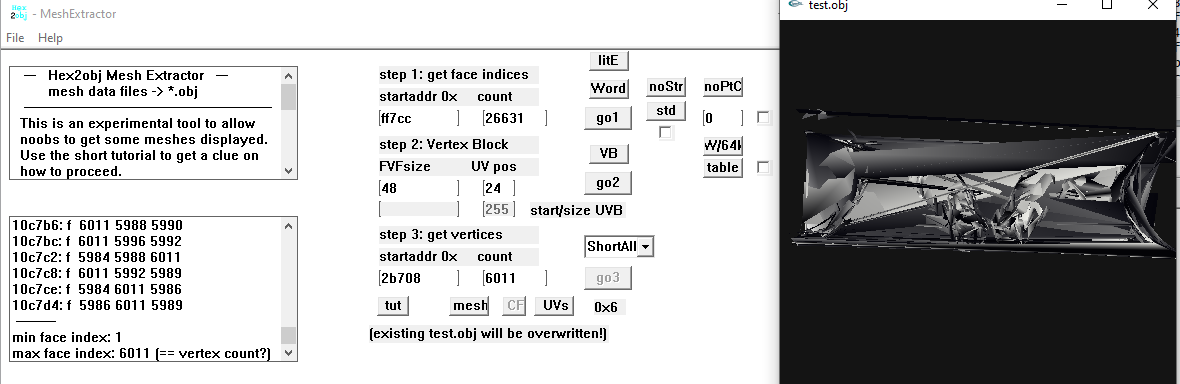 Hex
2obj - MeshExtractor
test.obj
File Help
— Hex2obj Mesh Extractor —
mesh data files -> *.obj
This is an experimental tool to allow
noobs to get some meshes displayed.
Use the short tutorial to get a clue on
how to proceed.
10c7b6: f 6011 5988 5990
10c7bc: f 6011 5996 5992
10c7c2: f 5984 5988 6011
10c7c8: f 6011 5992 5989
10c7ce: f 5984 6011 5986
10c7d4: f 5986 6011 5989
min face index: 1
max face index: 6011 (== vertex count?)
step 1: get face indices
startaddr 0x count
ff7cc 26631
step 2: Vertex Block
FVFsize UV pos
48 24
255 start/size UVB
step 3: get vertices
startaddr 0x count
2b708 6011
tut mesh CF UVs 0x6
(existing test.obj will be overwritten!)
litE
Word noStr noPtC
go1 std 0
VB W/64k
go2 table
ShortAll
go3